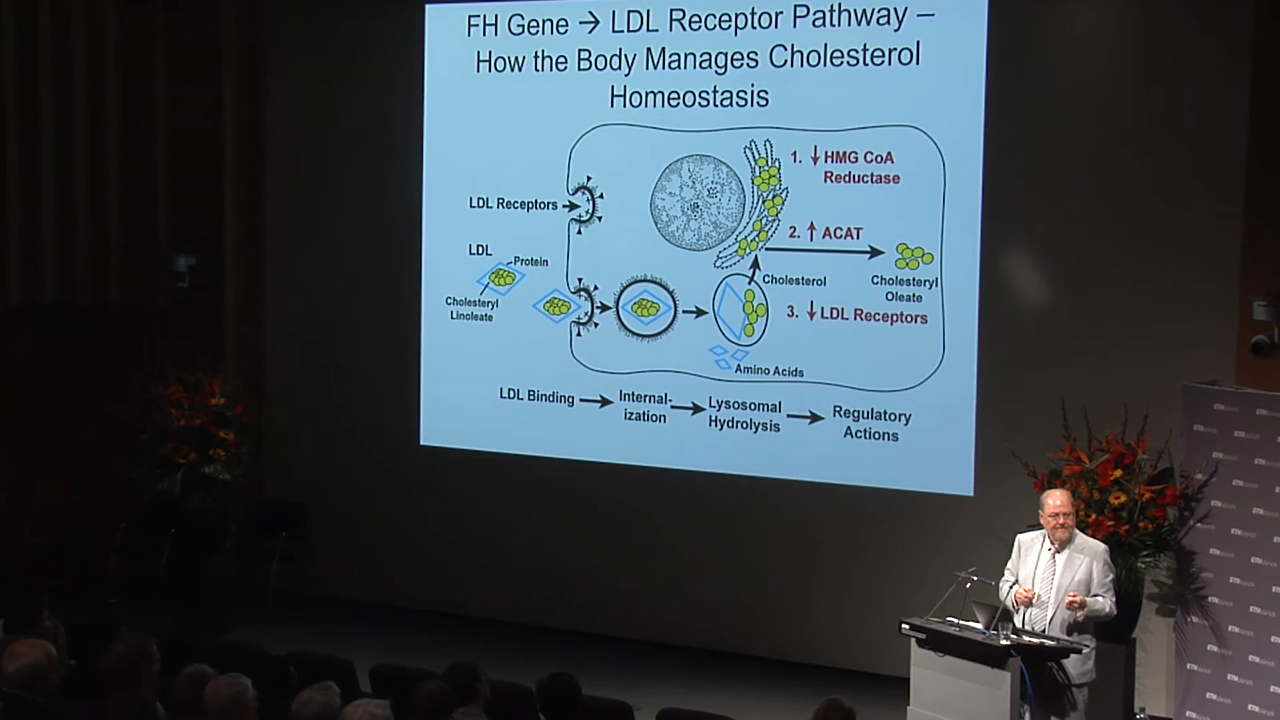 FH Gene → LDL Receptor Pathway –
How the Body Manages Cholesterol
Homeostasis
1. ↓ HMG CoA
Reductase
LDL Receptors
2. ↑ ACAT
LDL
Protein
Cholesterol
Cholesteryl
Oleate
Cholesteryl
Linoleate
3. ↓ LDL Receptors
Amino Acids
LDL Binding → Internal-
ization → Lysosomal
Hydrolysis → Regulatory
Actions
ETHzürich